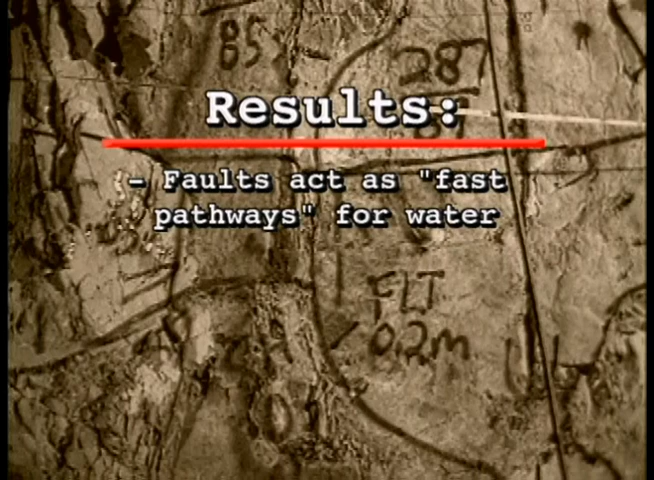 85
287
Results:
- Faults act as "fast
pathways" for water
FLT
0.2m